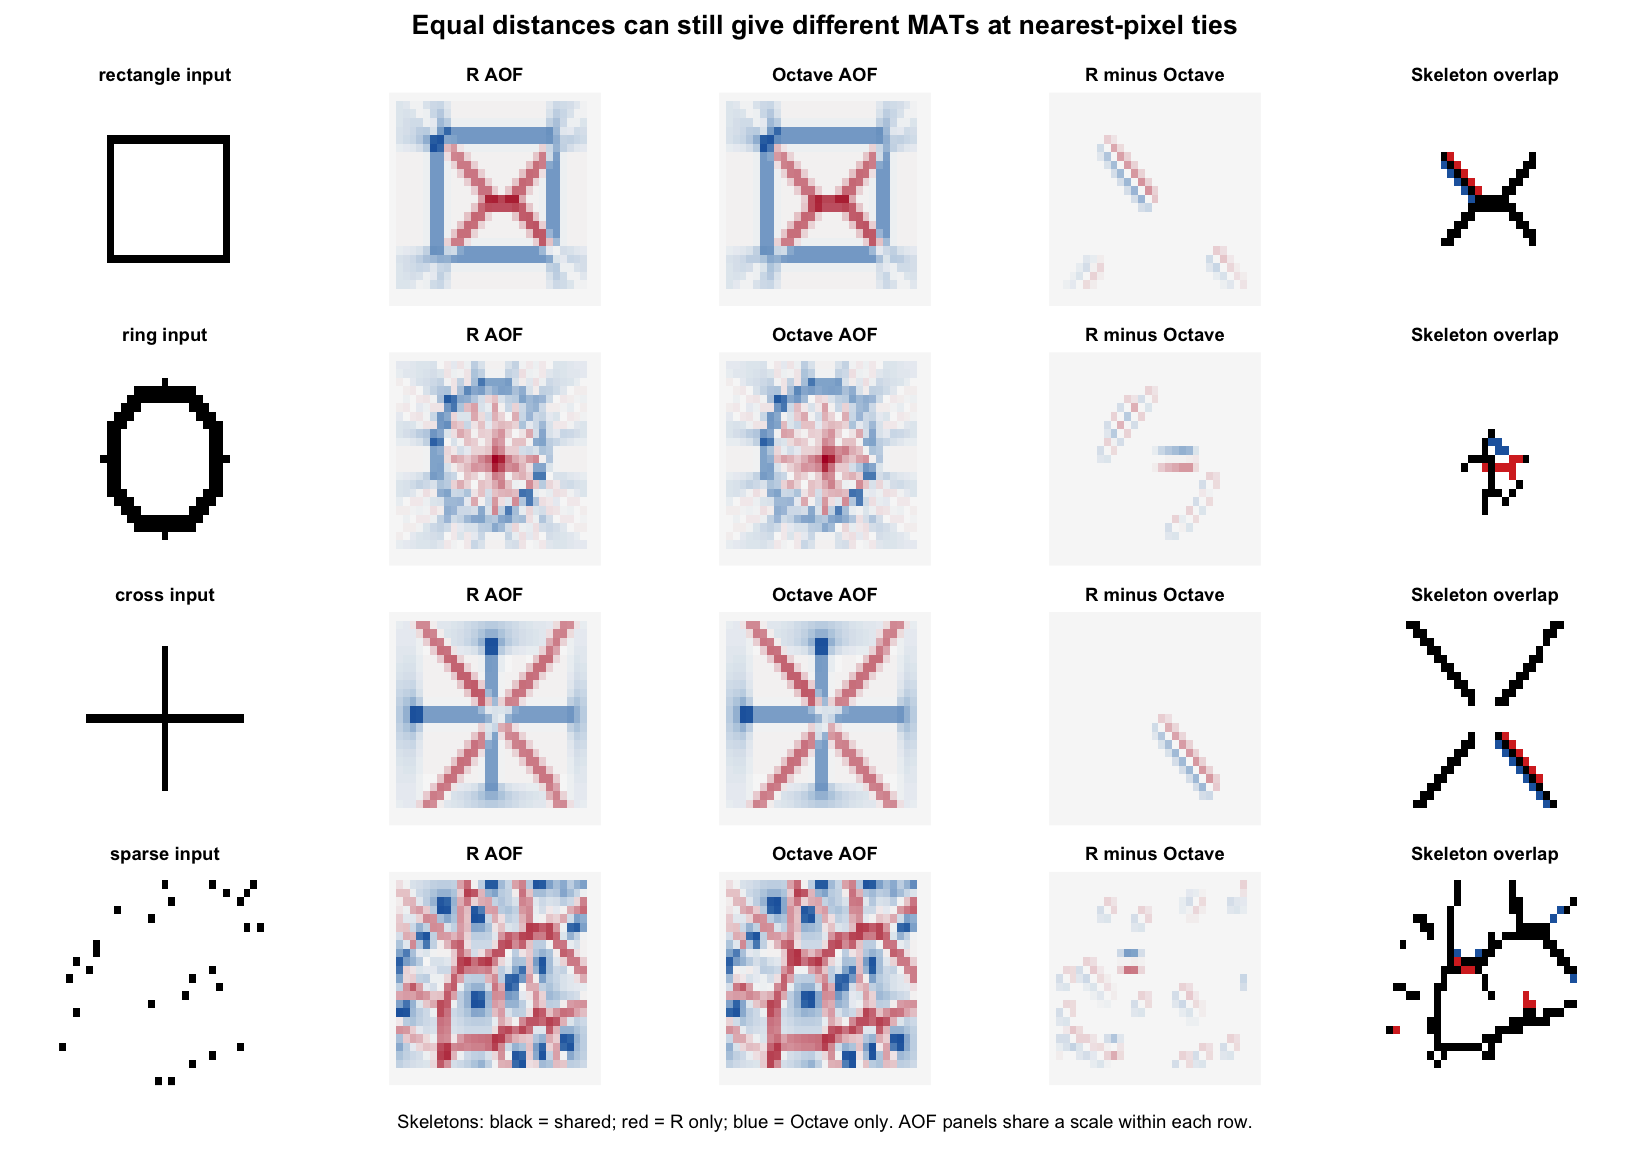 Equal distances can still give different MATs at nearest-pixel ties
rectangle input
R AOF
Octave AOF
R minus Octave
Skeleton overlap
ring input
R AOF
Octave AOF
R minus Octave
Skeleton overlap
cross input
R AOF
Octave AOF
R minus Octave
Skeleton overlap
sparse input
R AOF
Octave AOF
R minus Octave
Skeleton overlap
Skeletons: black = shared; red = R only; blue = Octave only. AOF panels share a scale within each row.